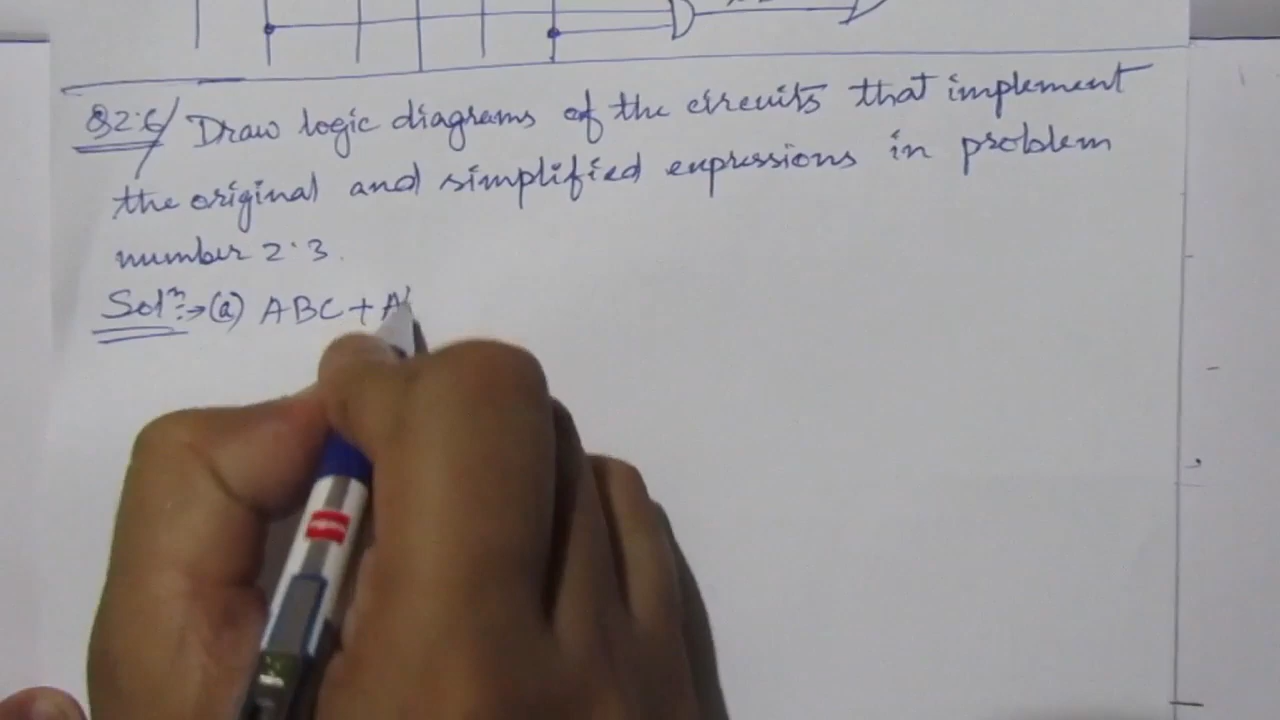 Q2.6/ Draw logic diagrams of the circuits that implement
the original and simplified expressions in problem
number 2.3.
Solⁿ:→(a) ABC + A'